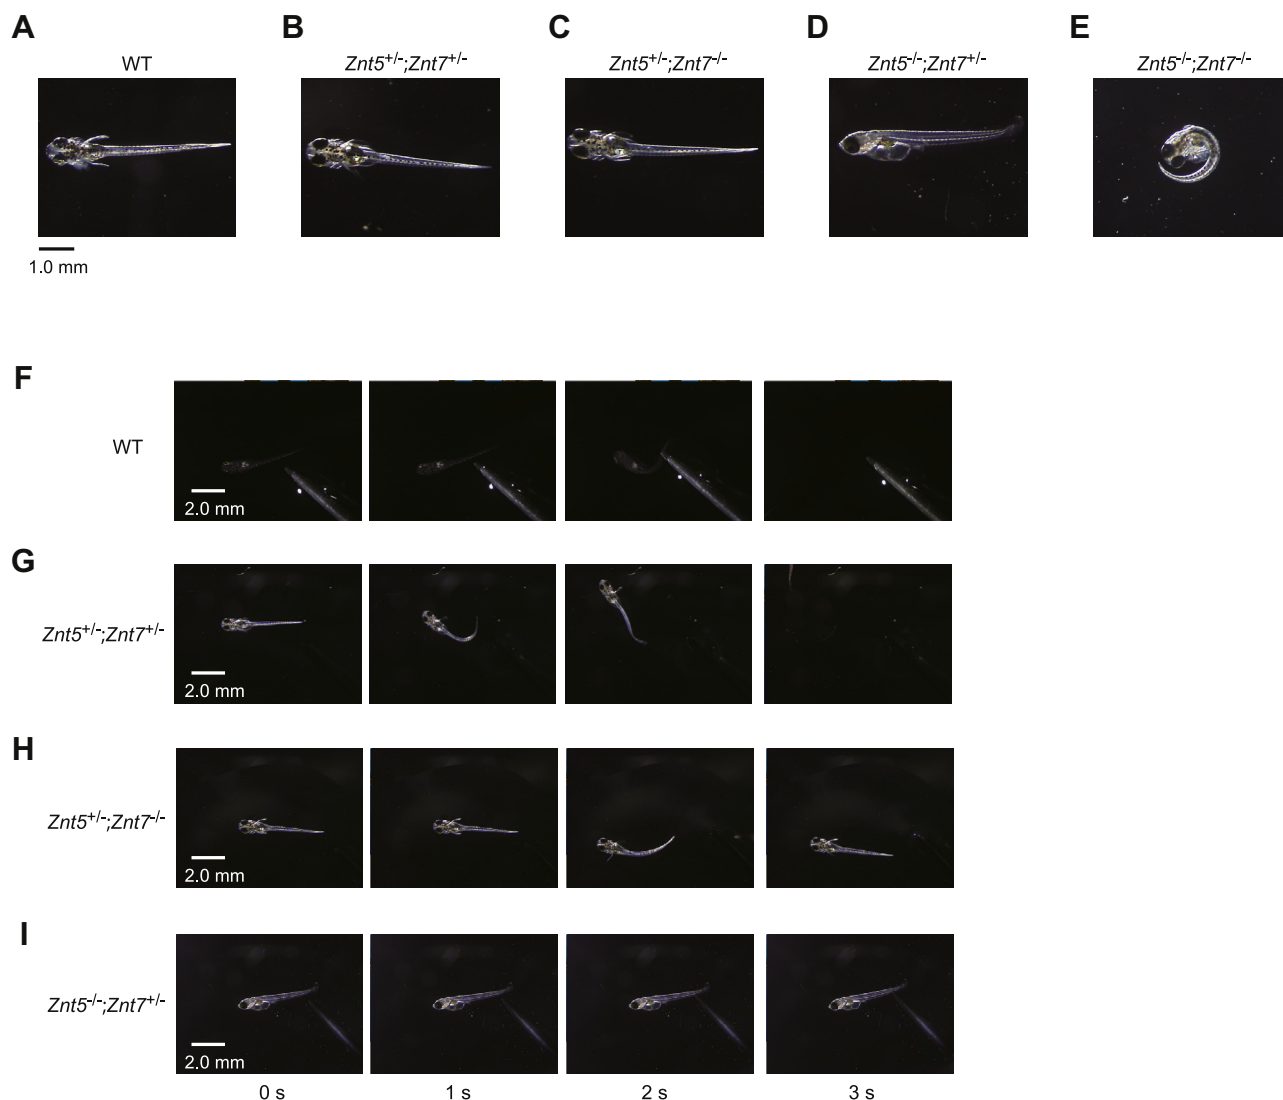 A B C D E
WT Znt5+/-;Znt7+/- Znt5+/-;Znt7-/- Znt5-/-;Znt7+/- Znt5-/-;Znt7-/-
1.0 mm
F
WT
2.0 mm
G
Znt5+/-;Znt7+/-
2.0 mm
H
Znt5+/-;Znt7-/-
2.0 mm
I
Znt5-/-;Znt7+/-
2.0 mm
0 s 1 s 2 s 3 s